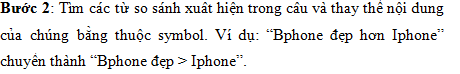 Bước 2: Tìm các từ so sánh xuất hiện trong câu và thay thế nội dung
của chúng bằng thuộc symbol. Ví dụ: “Bphone đẹp hơn Iphone”
chuyển thành “Bphone đẹp > Iphone”.